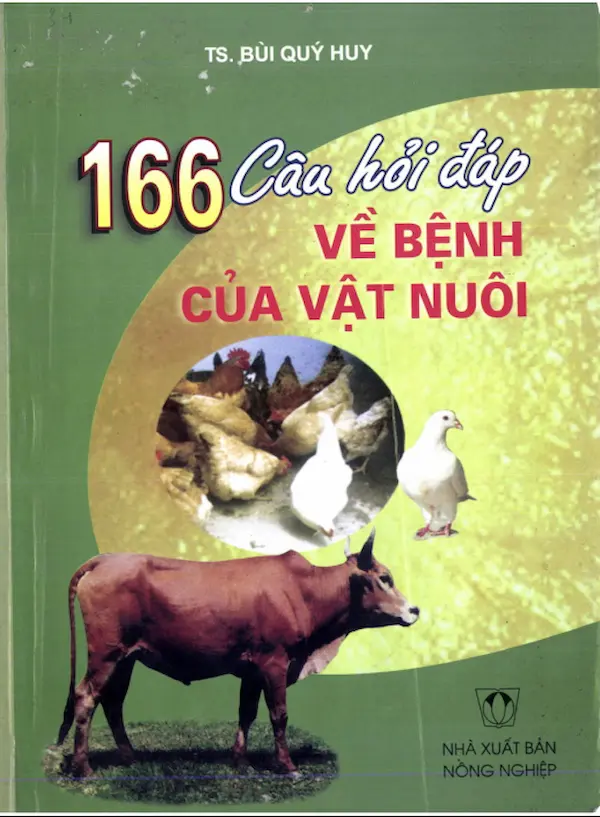 TS. BÙI QUÝ HUY
166 Câu hỏi đáp
VỀ BỆNH
CỦA VẬT NUÔI
NHÀ XUẤT BẢN
NÔNG NGHIỆP